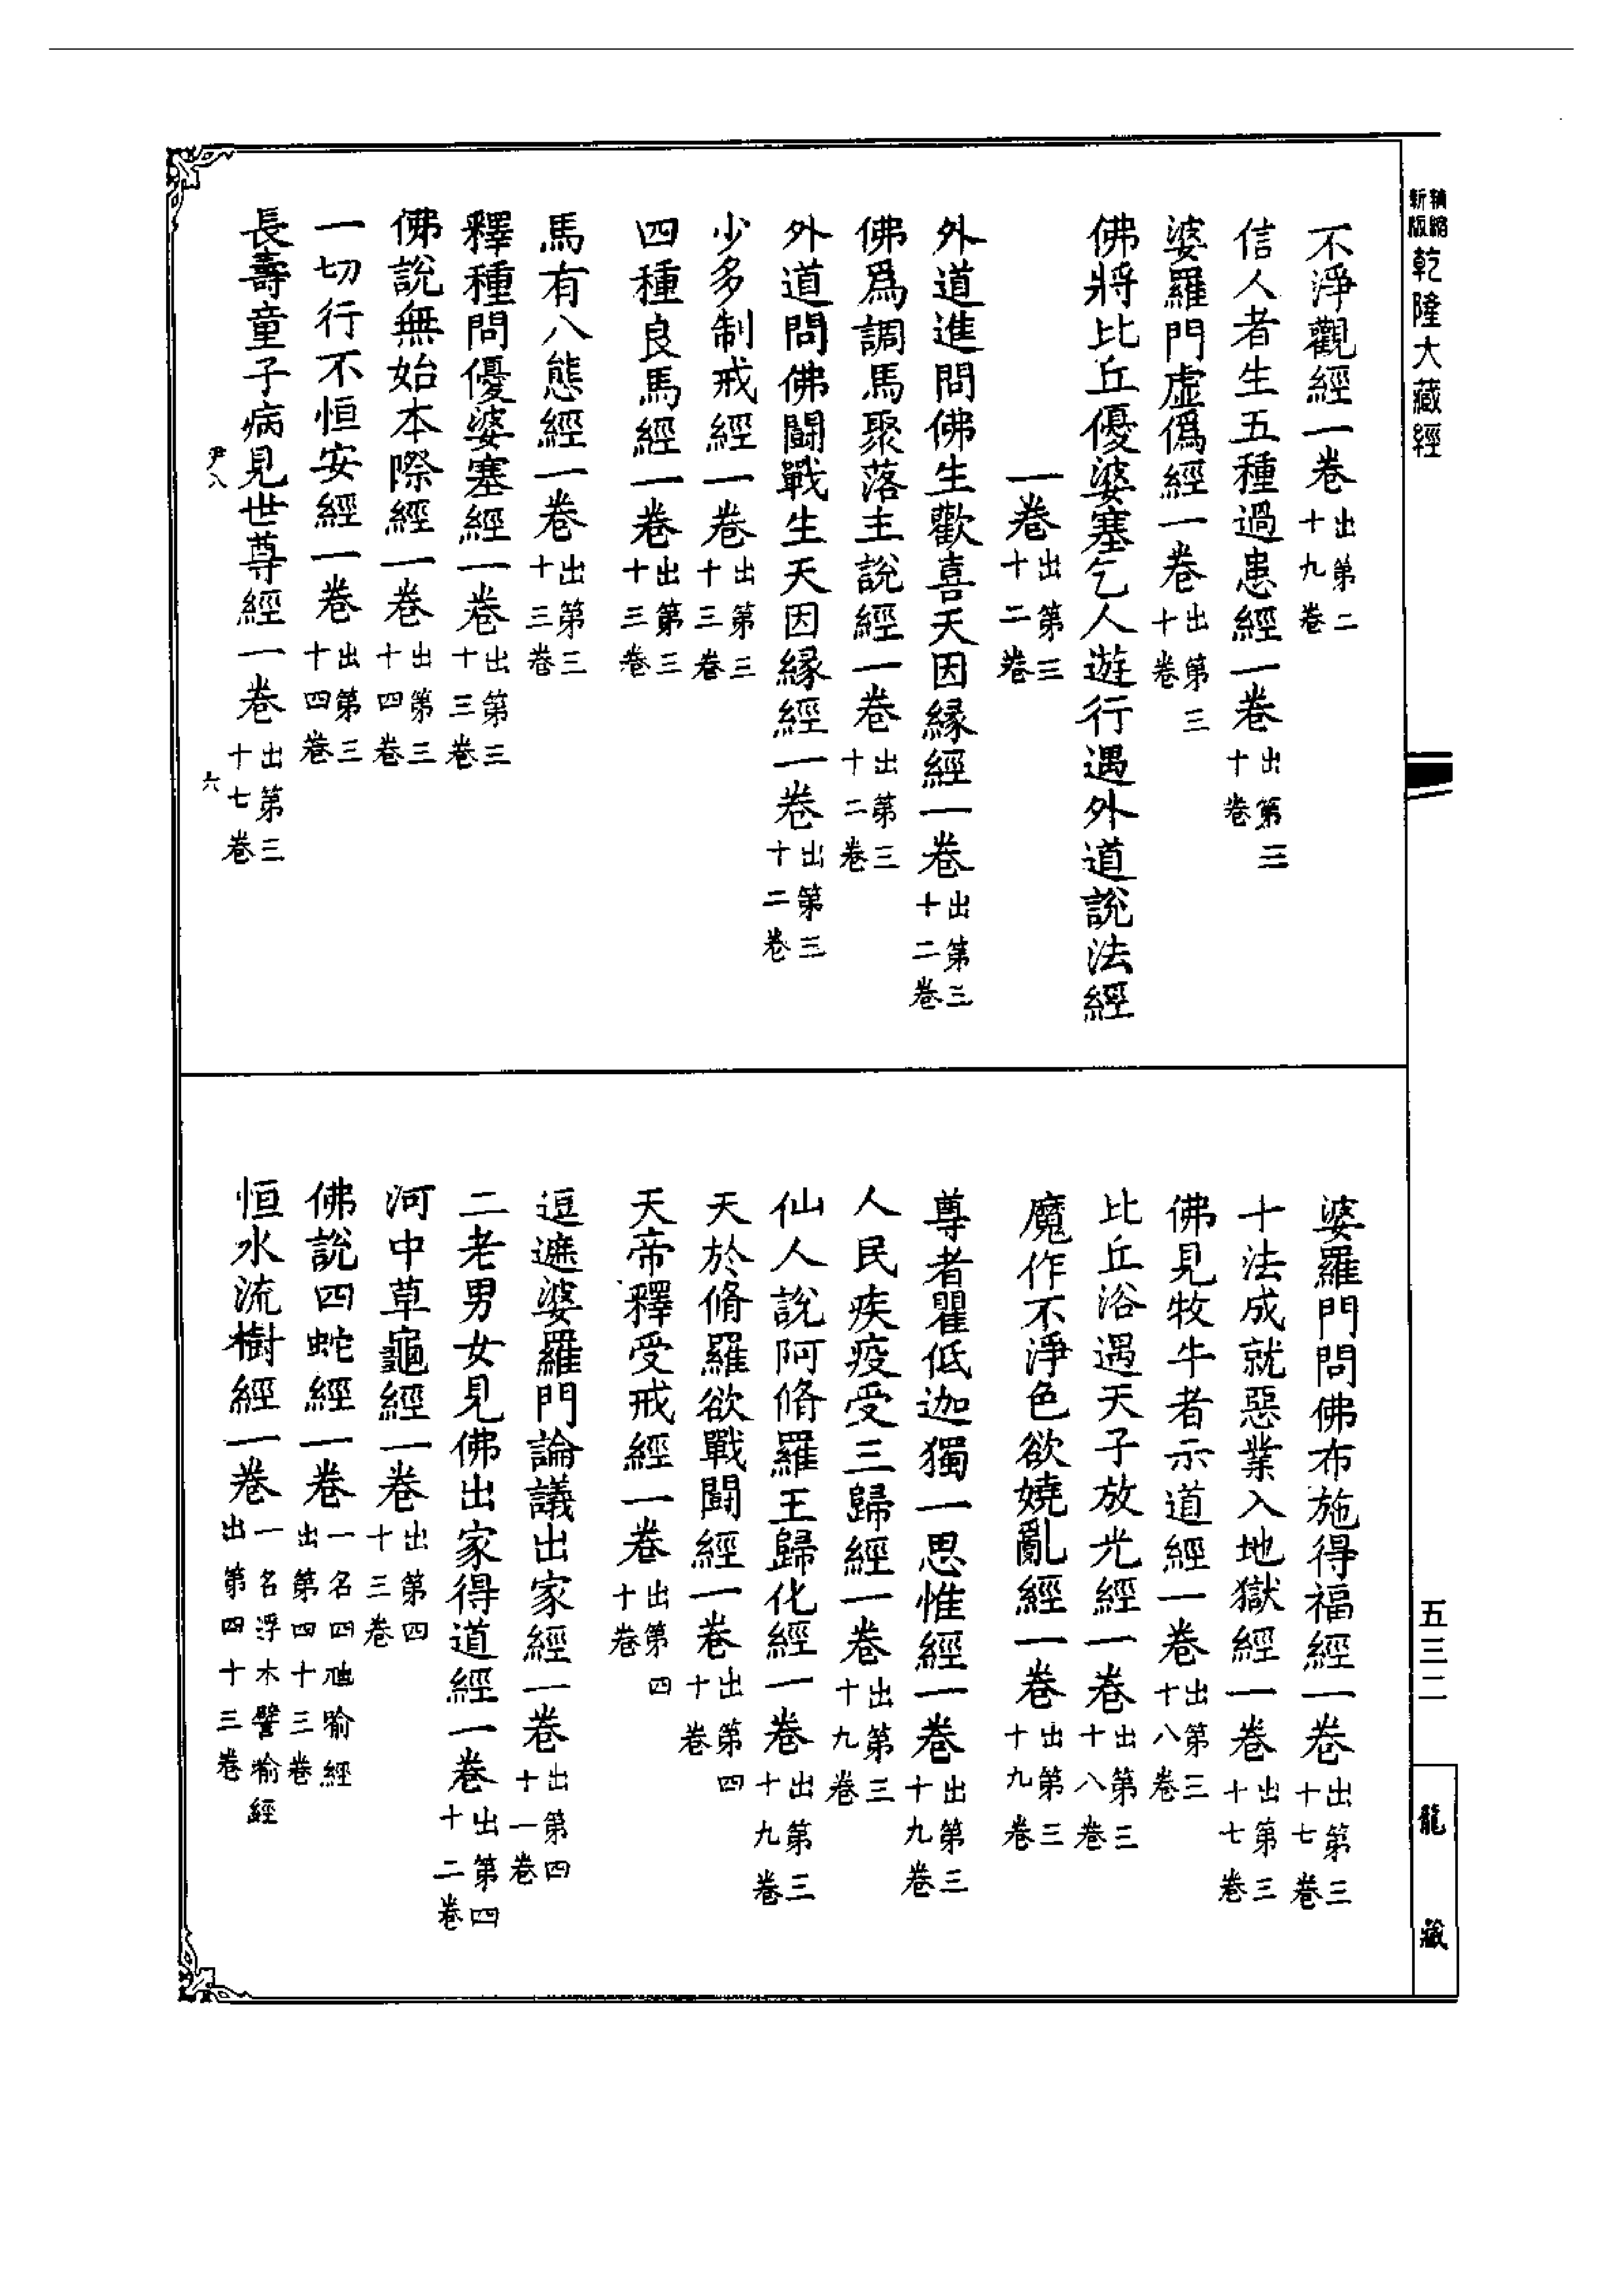 精縮新版乾隆大藏經
不淨觀經一卷出第二十九卷
信人者生五種過患經一卷出第三十卷
婆羅門虛僞經一卷出第三十卷
佛將比丘優婆塞乞人遊行遇外道說法經
一卷出第三十二卷
外道進問佛生歡喜天因緣經一卷出第三十二卷
佛爲調馬聚落主說經一卷出第三十二卷
外道問佛鬪戰生天因緣經一卷出第三十二卷
少多制戒經一卷出第三十三卷
四種良馬經一卷出第三十三卷
馬有八態經一卷出第三十三卷
釋種問優婆塞經一卷出第三十三卷
佛說無始本際經一卷出第三十四卷
一切行不恒安經一卷出第三十四卷
長壽童子病見世尊經一卷出第三十七卷
尹八 六
婆羅門問佛布施得福經一卷出第三十七卷
十法成就惡業入地獄經一卷出第三十七卷
佛見牧牛者示道經一卷出第三十八卷
比丘浴遇天子放光經一卷出第三十八卷
魔作不淨色欲嬈亂經一卷出第三十九卷
尊者瞿低迦獨一思惟經一卷出第三十九卷
人民疾疫受三歸經一卷出第三十九卷
仙人說阿脩羅王歸化經一卷出第三十九卷
天於脩羅欲戰鬪經一卷出第四十卷
天帝釋受戒經一卷出第四十卷
逗遮婆羅門論議出家經一卷出第四十一卷
二老男女見佛出家得道經一卷出第四十二卷
河中草龜經一卷出第四十三卷
佛說四蛇經一卷一名四虵喻經出第四十三卷
恒水流樹經一卷一名浮木譬喻經出第四十三卷
五三二
龍藏